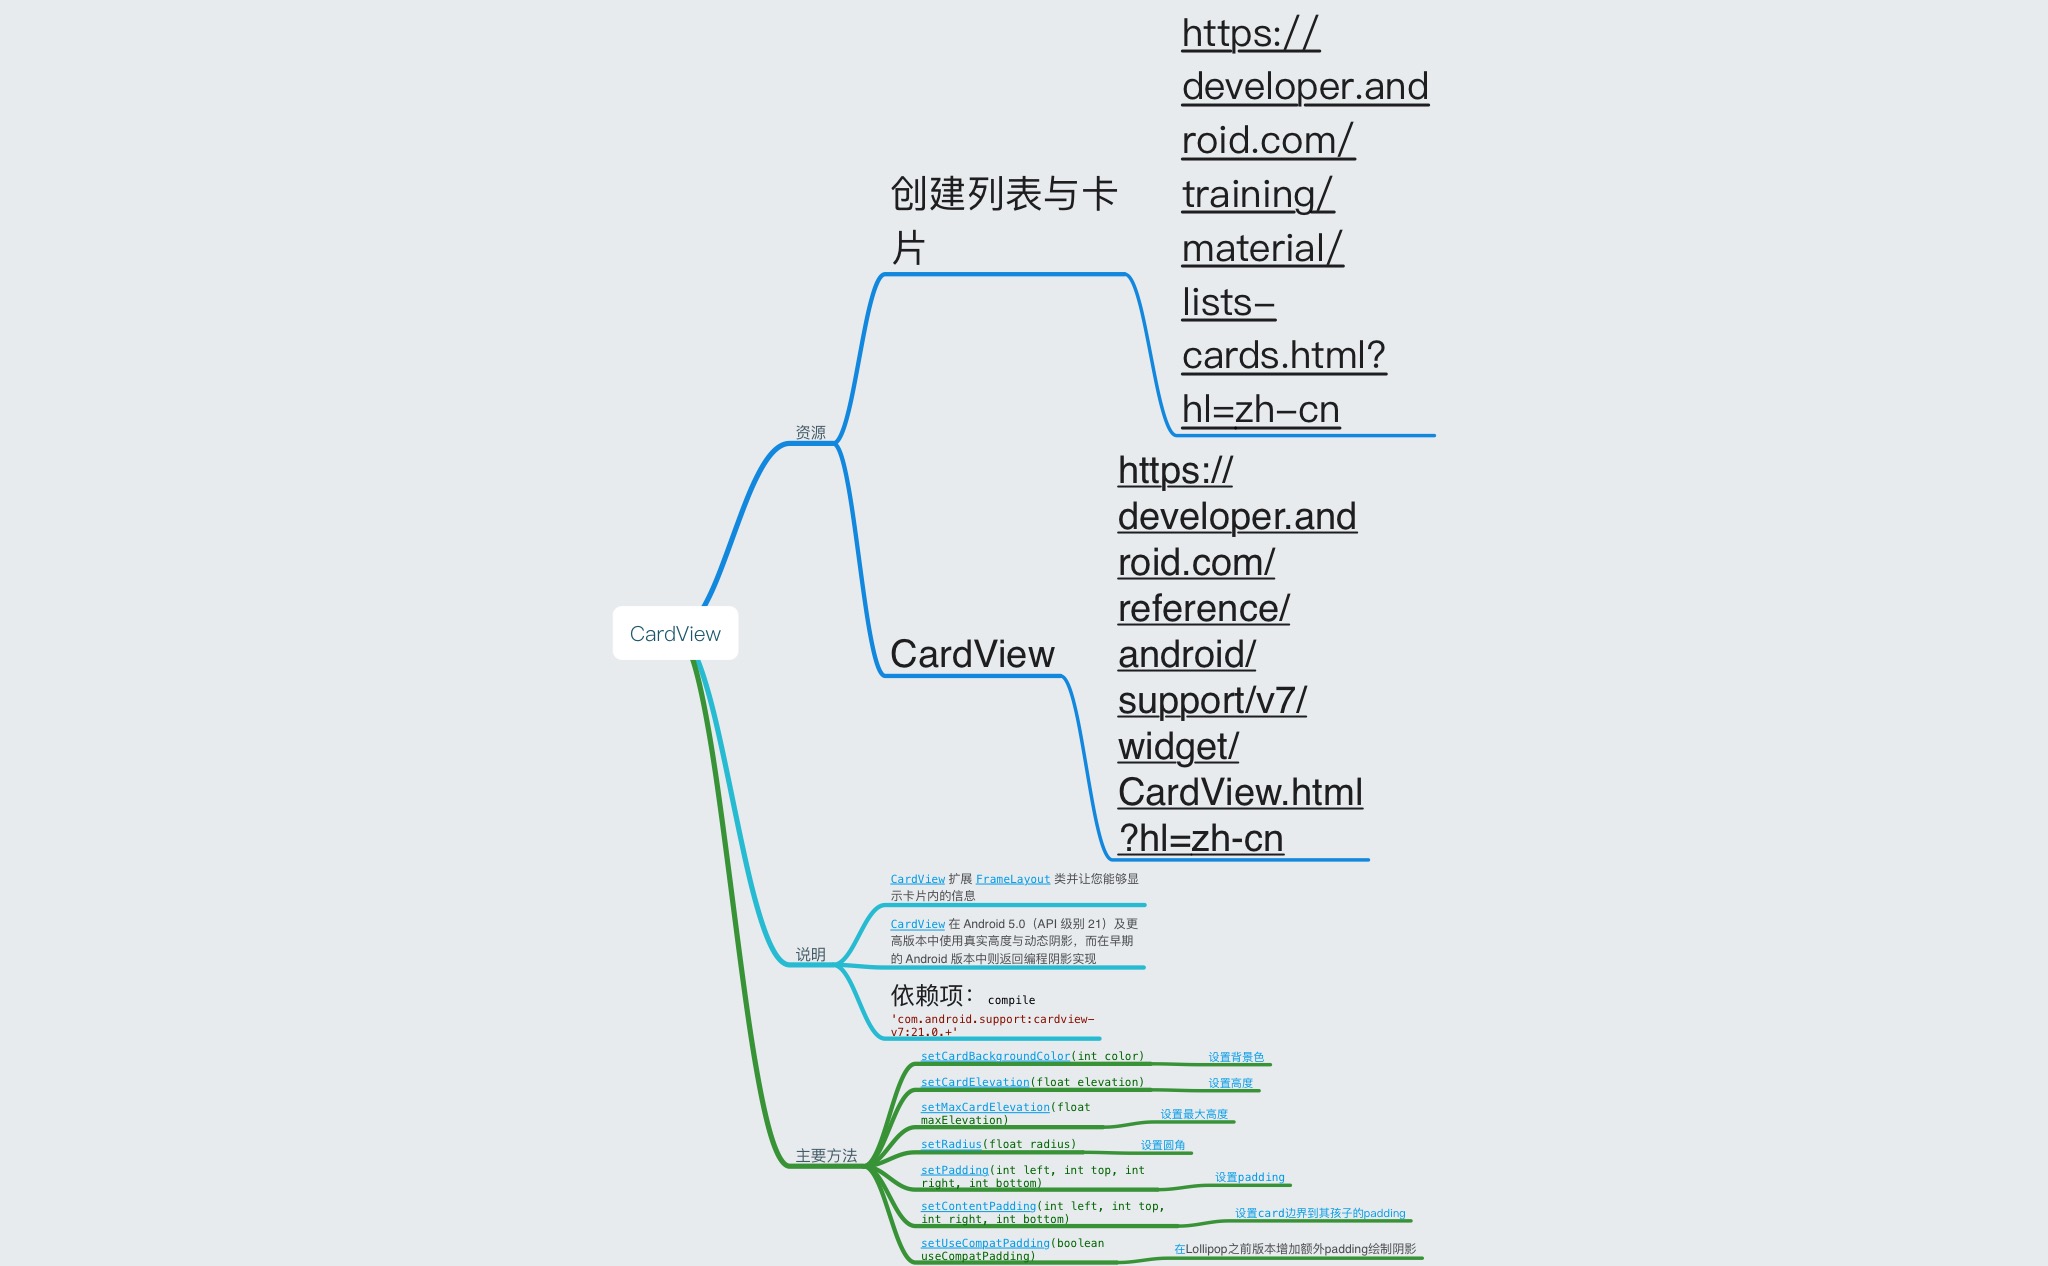 CardView
资源
创建列表与卡
片
https://
developer.and
roid.com/
training/
material/
lists-
cards.html?
hl=zh-cn
CardView
https://
developer.and
roid.com/
reference/
android/
support/v7/
widget/
CardView.html
?hl=zh-cn
说明
CardView 扩展 FrameLayout 类并让您能够显
示卡片内的信息
CardView 在 Android 5.0（API 级别 21）及更
高版本中使用真实高度与动态阴影，而在早期
的 Android 版本中则返回编程阴影实现
依赖项： compile
'com.android.support:cardview-
v7:21.0.+'
主要方法
setCardBackgroundColor(int color)
设置背景色
setCardElevation(float elevation)
设置高度
setMaxCardElevation(float
maxElevation)
设置最大高度
setRadius(float radius)
设置圆角
setPadding(int left, int top, int
right, int bottom)
设置padding
setContentPadding(int left, int top,
int right, int bottom)
设置card边界到其孩子的padding
setUseCompatPadding(boolean
useCompatPadding)
在Lollipop之前版本增加额外padding绘制阴影